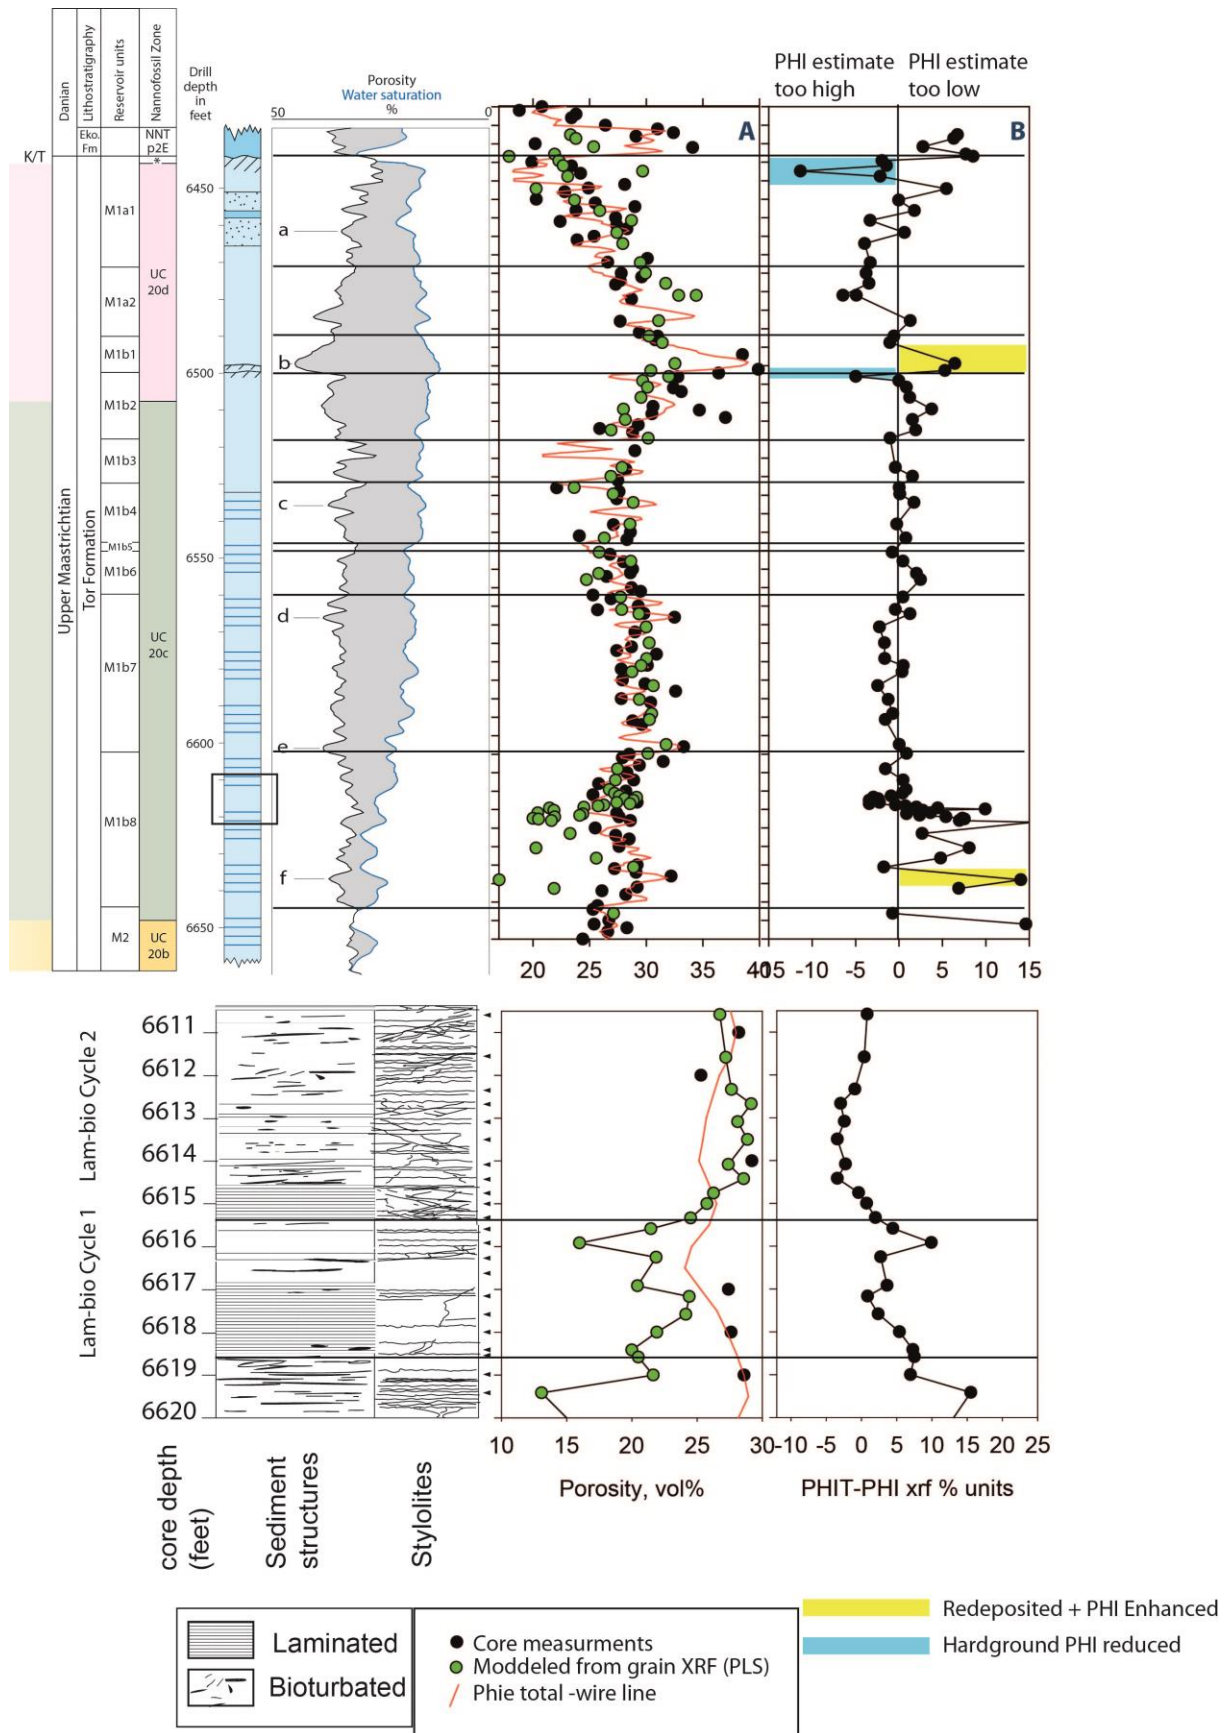 Danian
Lithostratigraphy
Reservoir units
Nannofossil Zone
Drill
depth
in
feet
Porosity
Water saturation
%
50
0
PHI estimate
too high
PHI estimate
too low
A
B
K/T
Eko.
Fm
NNT
p2E
*
Upper Maastrichtian
Tor Formation
M1a1
M1a2
M1b1
M1b2
M1b3
M1b4
M1b5
M1b6
M1b7
M1b8
M2
UC
20d
UC
20c
UC
20b
6450
6500
6550
6600
6650
a
b
c
d
e
f
20
25
30
35
40
-15
-10
-5
0
5
10
15
Lam-bio Cycle 2
Lam-bio Cycle 1
6611
6612
6613
6614
6615
6616
6617
6618
6619
6620
10
15
20
25
30
-10
-5
0
5
10
15
20
25
Porosity, vol%
PHIT-PHI xrf % units
core depth
(feet)
Sediment
structures
Stylolites
Laminated
Bioturbated
Core measurments
Moddeled from grain XRF (PLS)
Phie total -wire line
Redeposited + PHI Enhanced
Hardground PHI reduced